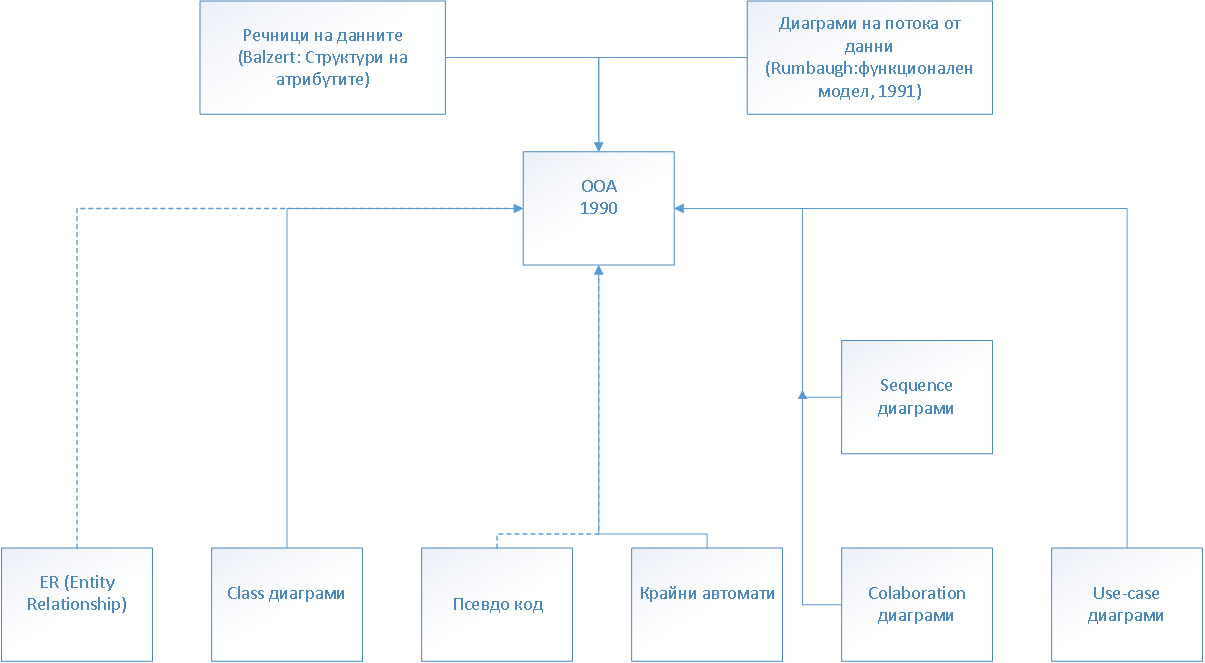 Речници на данните
(Balzert: Структури на
атрибутите)
Диаграми на потока от
данни
(Rumbaugh:функционален
модел, 1991)
ООА
1990
Sequence
диаграми
ER (Entity
Relationship)
Class диаграми
Псевдо код
Крайни автомати
Colaboration
диаграми
Use-case
диаграми